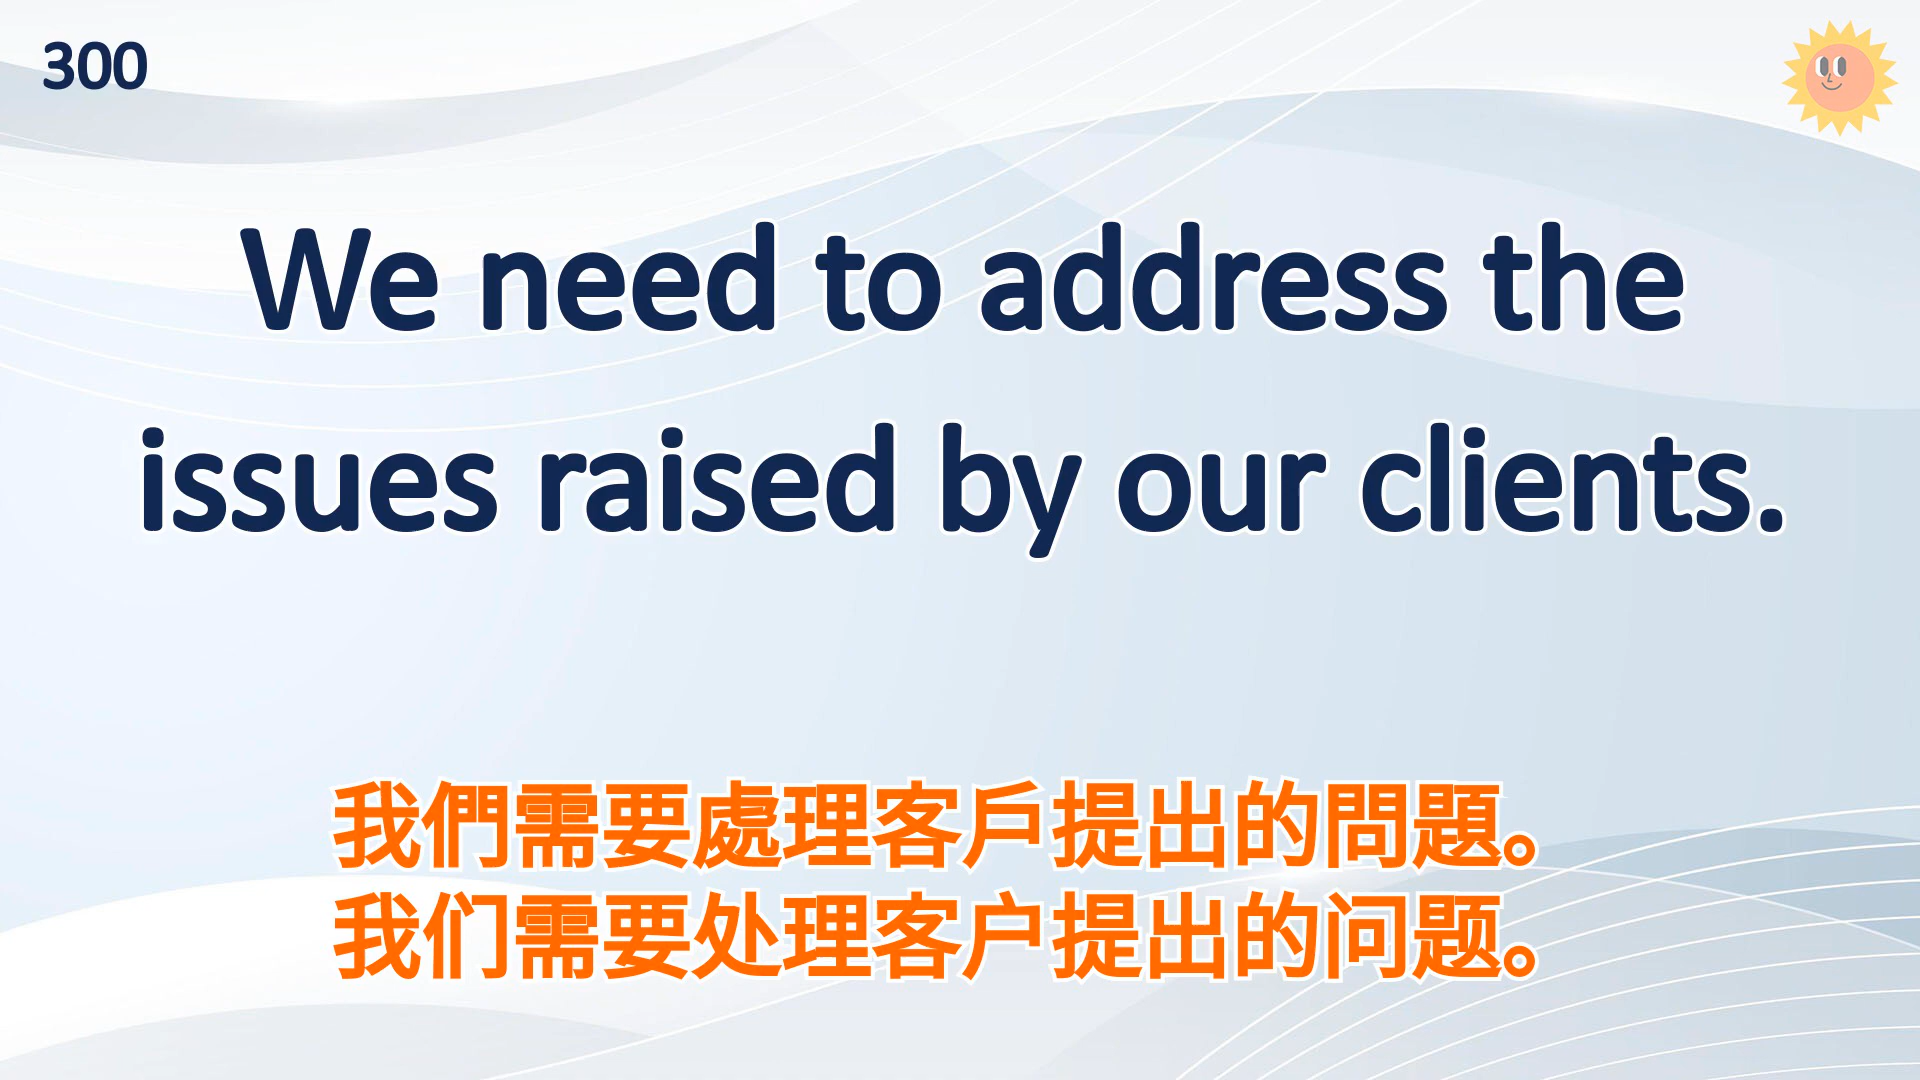 300
We need to address the
issues raised by our clients.
我們需要處理客戶提出的問題。
我们需要处理客户提出的问题。